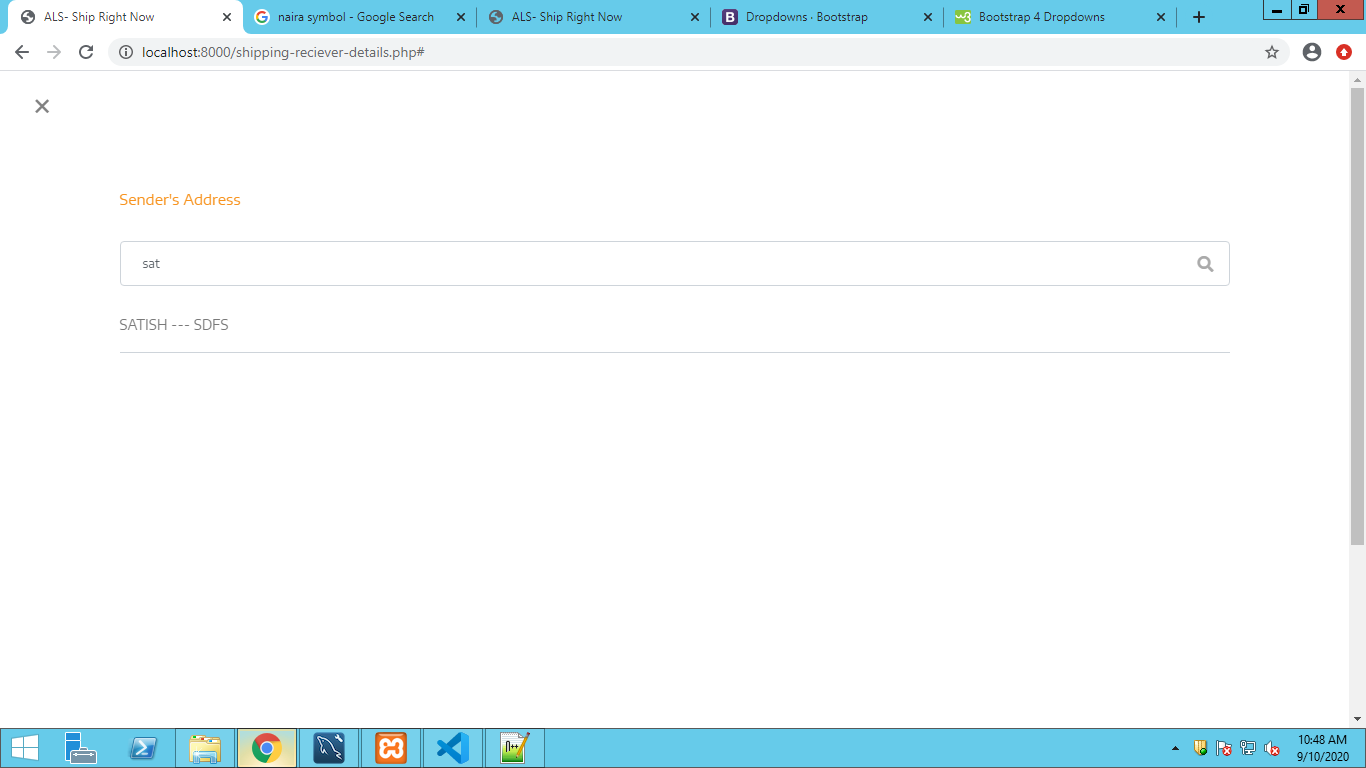 ALS- Ship Right Now
naira symbol - Google Search
ALS- Ship Right Now
Dropdowns · Bootstrap
Bootstrap 4 Dropdowns
localhost:8000/shipping-reciever-details.php#
Sender's Address
sat
SATISH --- SDFS
10:48 AM
9/10/2020